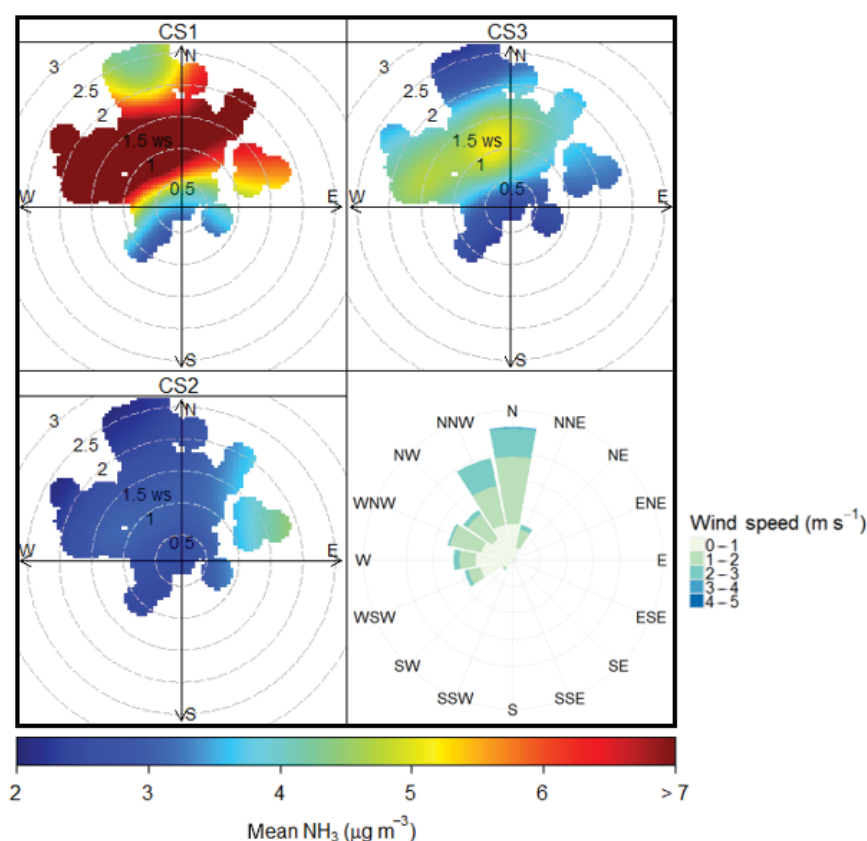 CS1
3
2.5
2
1.5 ws
1
0.5
N
W
E
S
CS3
3
2.5
2
1.5 ws
1
0.5
N
W
E
S
CS2
3
2.5
2
1.5 ws
1
0.5
N
W
E
S
N
NNW
NNE
NW
NE
WNW
ENE
W
E
WSW
ESE
SW
SE
SSW
SSE
S
Wind speed (m s⁻¹)
0 – 1
1 – 2
2 – 3
3 – 4
4 – 5
2 3 4 5 6 > 7
Mean NH₃ (μg m⁻³)